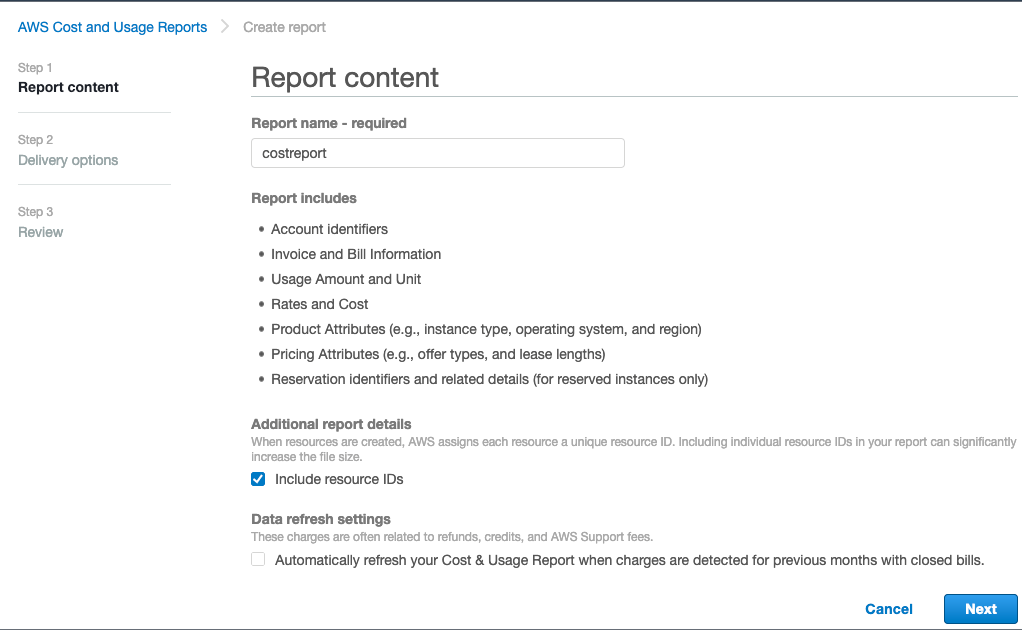 AWS Cost and Usage Reports
Create report
Step 1
Report content
Step 2
Delivery options
Step 3
Review
Report content
Report name - required
costreport
Report includes
• Account identifiers
• Invoice and Bill Information
• Usage Amount and Unit
• Rates and Cost
• Product Attributes (e.g., instance type, operating system, and region)
• Pricing Attributes (e.g., offer types, and lease lengths)
• Reservation identifiers and related details (for reserved instances only)
Additional report details
When resources are created, AWS assigns each resource a unique resource ID. Including individual resource IDs in your report can significantly
increase the file size.
Include resource IDs
Data refresh settings
These charges are often related to refunds, credits, and AWS Support fees.
Automatically refresh your Cost & Usage Report when charges are detected for previous months with closed bills.
Cancel
Next